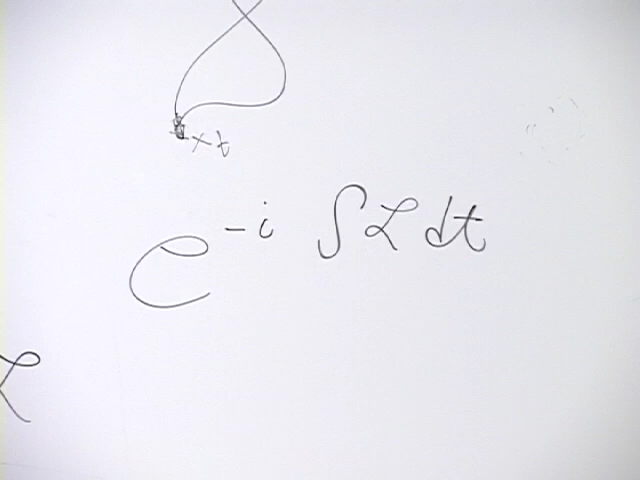 x t
e^{-i ∫ℒ dt}
ℒ